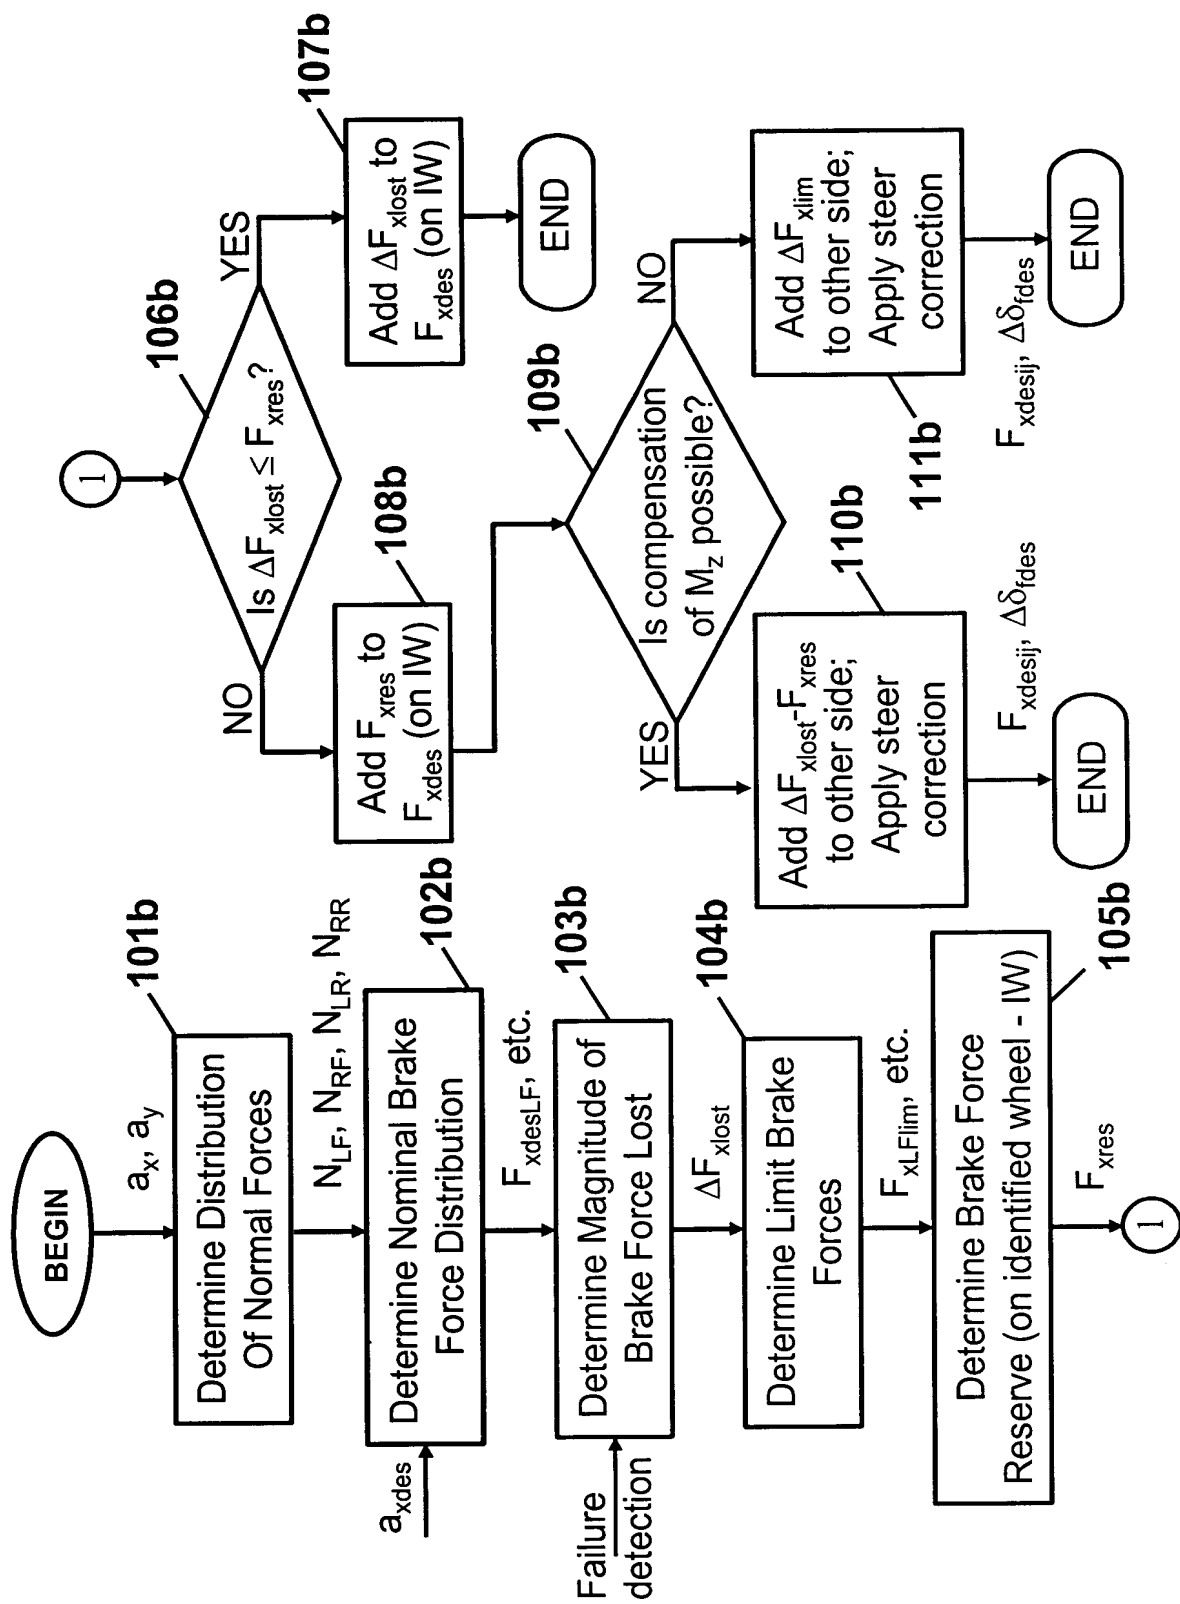 BEGIN
aₓ, a_y
101b
Determine Distribution
Of Normal Forces
N_LF, N_RF, N_LR, N_RR
a_xdes
102b
Determine Nominal Brake
Force Distribution
F_xdesLF, etc.
Failure
detection
103b
Determine Magnitude of
Brake Force Lost
ΔF_xlost
104b
Determine Limit Brake
Forces
F_xLFlim, etc.
105b
Determine Brake Force
Reserve (on identified wheel - IW)
F_xres
1
1
106b
Is ΔF_xlost ≤ F_xres?
YES
107b
Add ΔF_xlost to
F_xdes (on IW)
END
NO
108b
Add F_xres to
F_xdes (on IW)
109b
Is compensation
of M_z possible?
YES
110b
Add ΔF_xlost-F_xres
to other side;
Apply steer
correction
F_xdesij, Δδ_fdes
END
NO
111b
Add ΔF_xlim
to other side;
Apply steer
correction
F_xdesij, Δδ_fdes
END